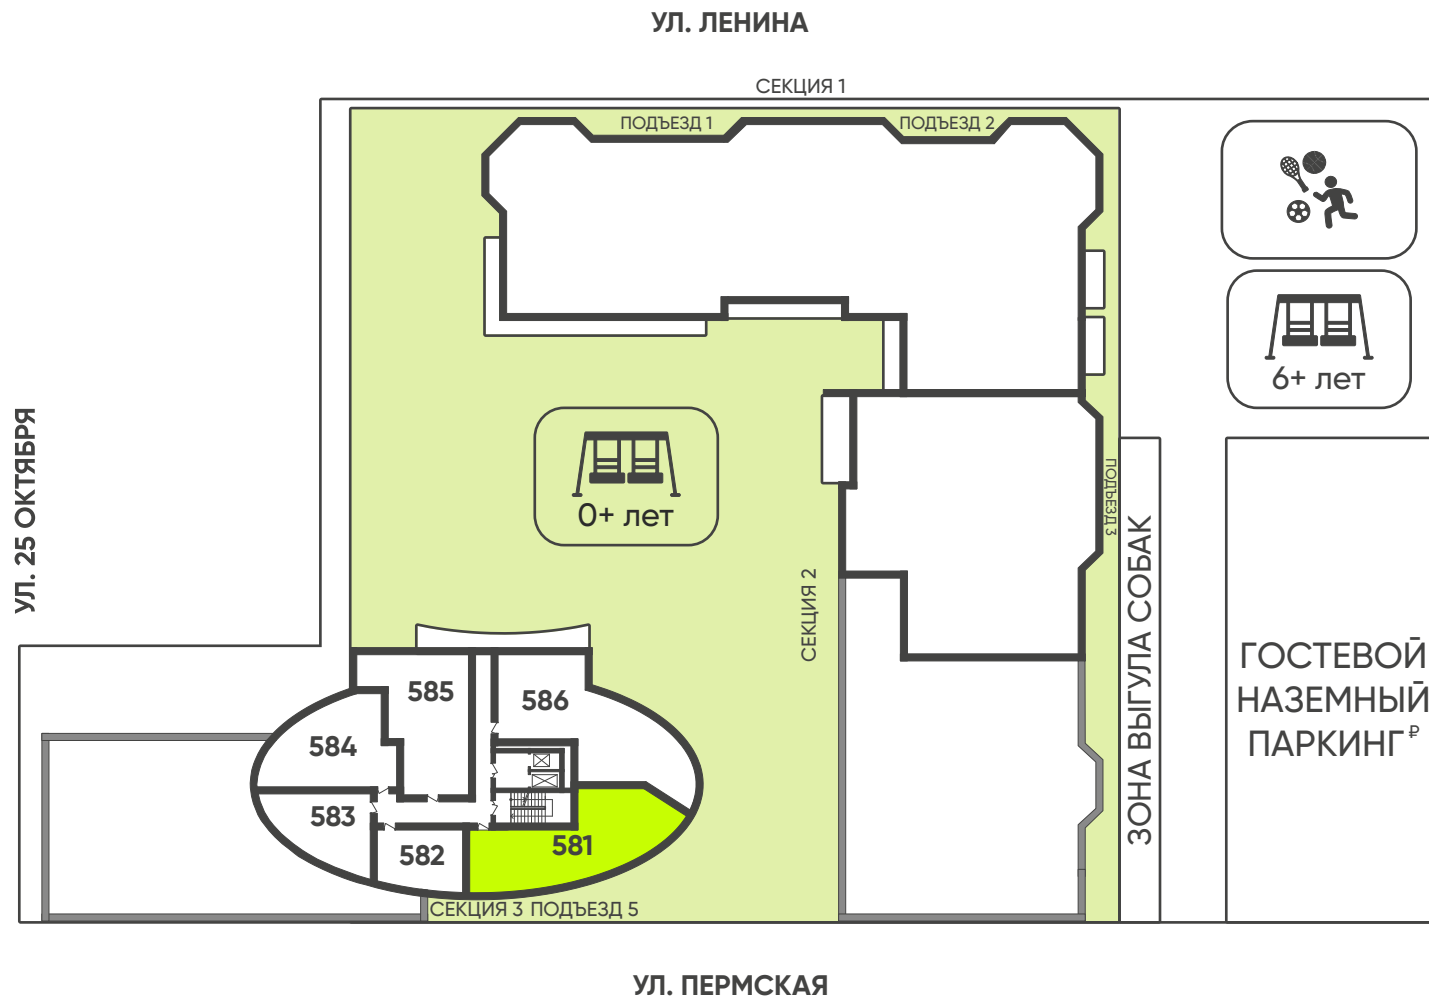 УЛ. ЛЕНИНА
СЕКЦИЯ 1
ПОДЪЕЗД 1
ПОДЪЕЗД 2
6+ лет
УЛ. 25 ОКТЯБРЯ
0+ лет
ПОДЪЕЗД 3
СЕКЦИЯ 2
ЗОНА ВЫГУЛА СОБАК
ГОСТЕВОЙ
НАЗЕМНЫЙ
ПАРКИНГ ₽
585
586
584
583
582
581
СЕКЦИЯ 3 ПОДЪЕЗД 5
УЛ. ПЕРМСКАЯ